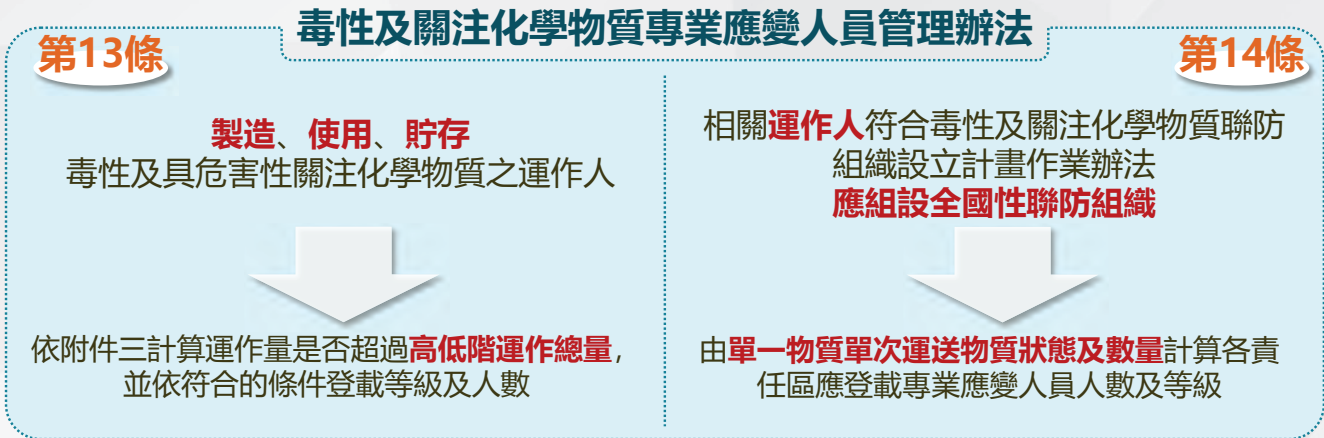 毒性及關注化學物質專業應變人員管理辦法
第13條
製造、使用、貯存
毒性及具危害性關注化學物質之運作人
依附件三計算運作量是否超過高低階運作總量,
並依符合的條件登載等級及人數
第14條
相關運作人符合毒性及關注化學物質聯防
組織設立計畫作業辦法
應組設全國性聯防組織
由單一物質單次運送物質狀態及數量計算各責
任區應登載專業應變人員人數及等級